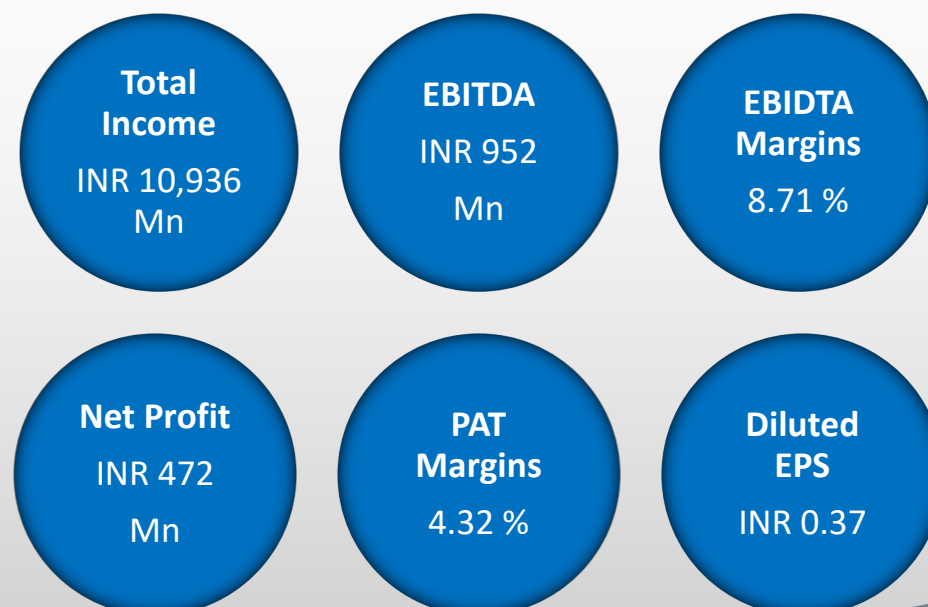 Total
Income
INR 10,936
Mn
EBITDA
INR 952
Mn
EBIDTA
Margins
8.71 %
Net Profit
INR 472
Mn
PAT
Margins
4.32 %
Diluted
EPS
INR 0.37